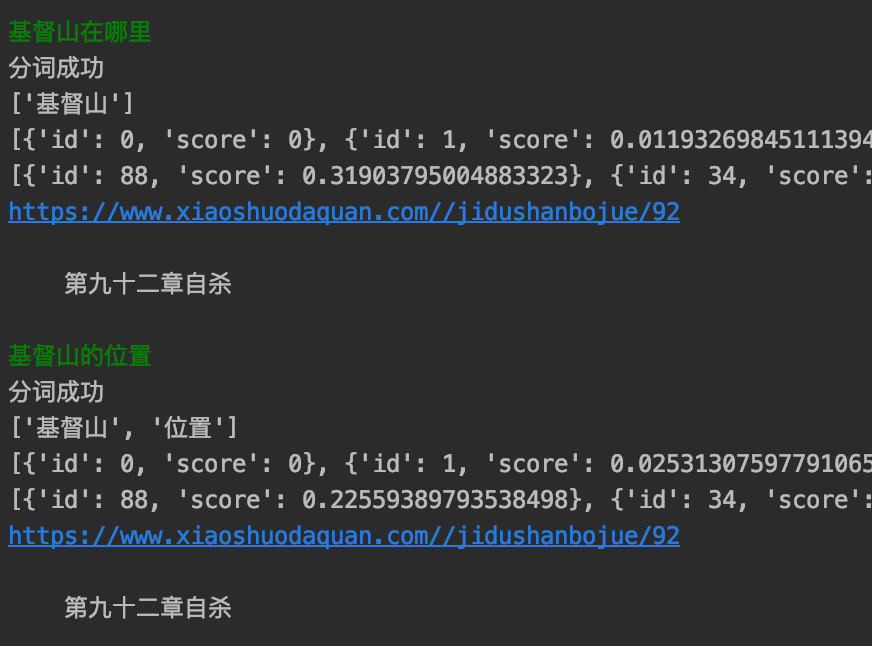 基督山在哪里
分词成功
['基督山']
[{'id': 0, 'score': 0}, {'id': 1, 'score': 0.01193269845111394
[{'id': 88, 'score': 0.31903795004883323}, {'id': 34, 'score':
https://www.xiaoshuodaquan.com//jidushanbojue/92
第九十二章自杀
基督山的位置
分词成功
['基督山', '位置']
[{'id': 0, 'score': 0}, {'id': 1, 'score': 0.02531307597791065
[{'id': 88, 'score': 0.22559389793538498}, {'id': 34, 'score':
https://www.xiaoshuodaquan.com//jidushanbojue/92
第九十二章自杀